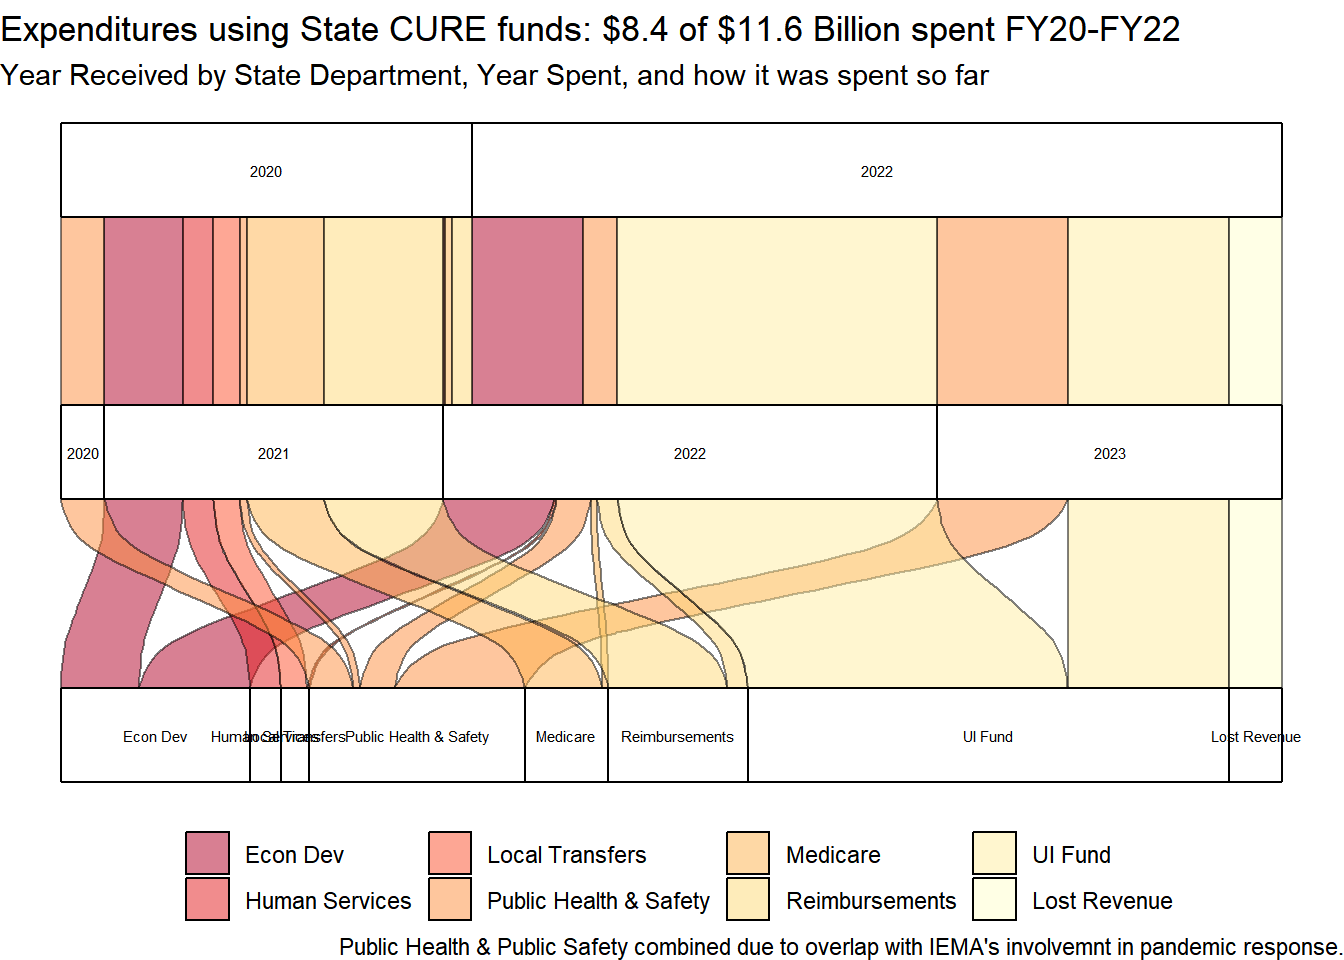 Expenditures using State CURE funds: $8.4 of $11.6 Billion spent FY20-FY22
Year Received by State Department, Year Spent, and how it was spent so far
2020 2022
2020 2021 2022 2023
Econ Dev Human Services Local Transfers Public Health & Safety Medicare Reimbursements UI Fund Lost Revenue
Econ Dev Local Transfers Medicare UI Fund
Human Services Public Health & Safety Reimbursements Lost Revenue
Public Health & Public Safety combined due to overlap with IEMA's involvemnt in pandemic response.